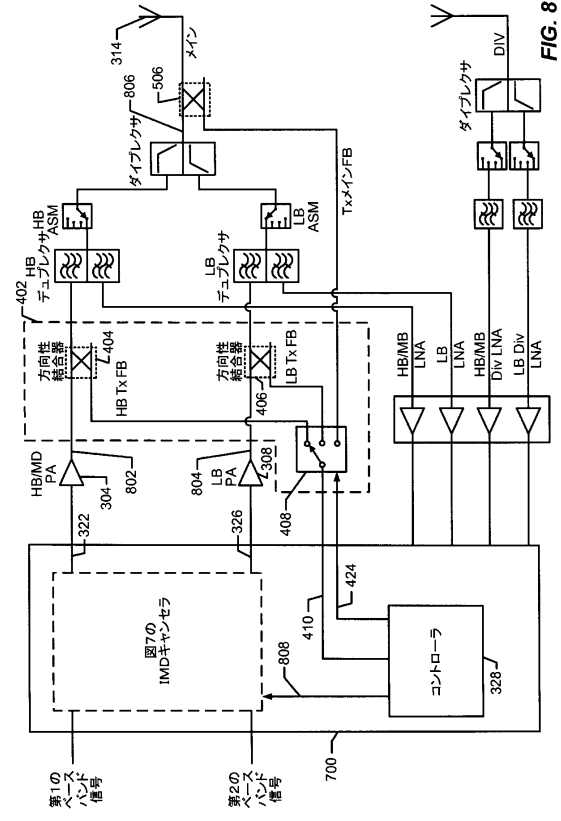 第1の
ベース
バンド
信号
第2の
ベース
バンド
信号
700
図7の
IMDキャンセラ
808
コントローラ
328
322
326
410
424
HB/MD
PA
304
802
804
LB
PA
308
408
402
方向性
結合器
404
HB Tx FB
方向性
結合器
406
LB Tx FB
HB
デュプレクサ
HB
ASM
LB
デュプレクサ
LB
ASM
TxメインFB
ダイプレクサ
806
506
314
メイン
HB/MB
LNA
LB
LNA
HB/MB
Div LNA
LB Div
LNA
ダイプレクサ
DIV
FIG. 8